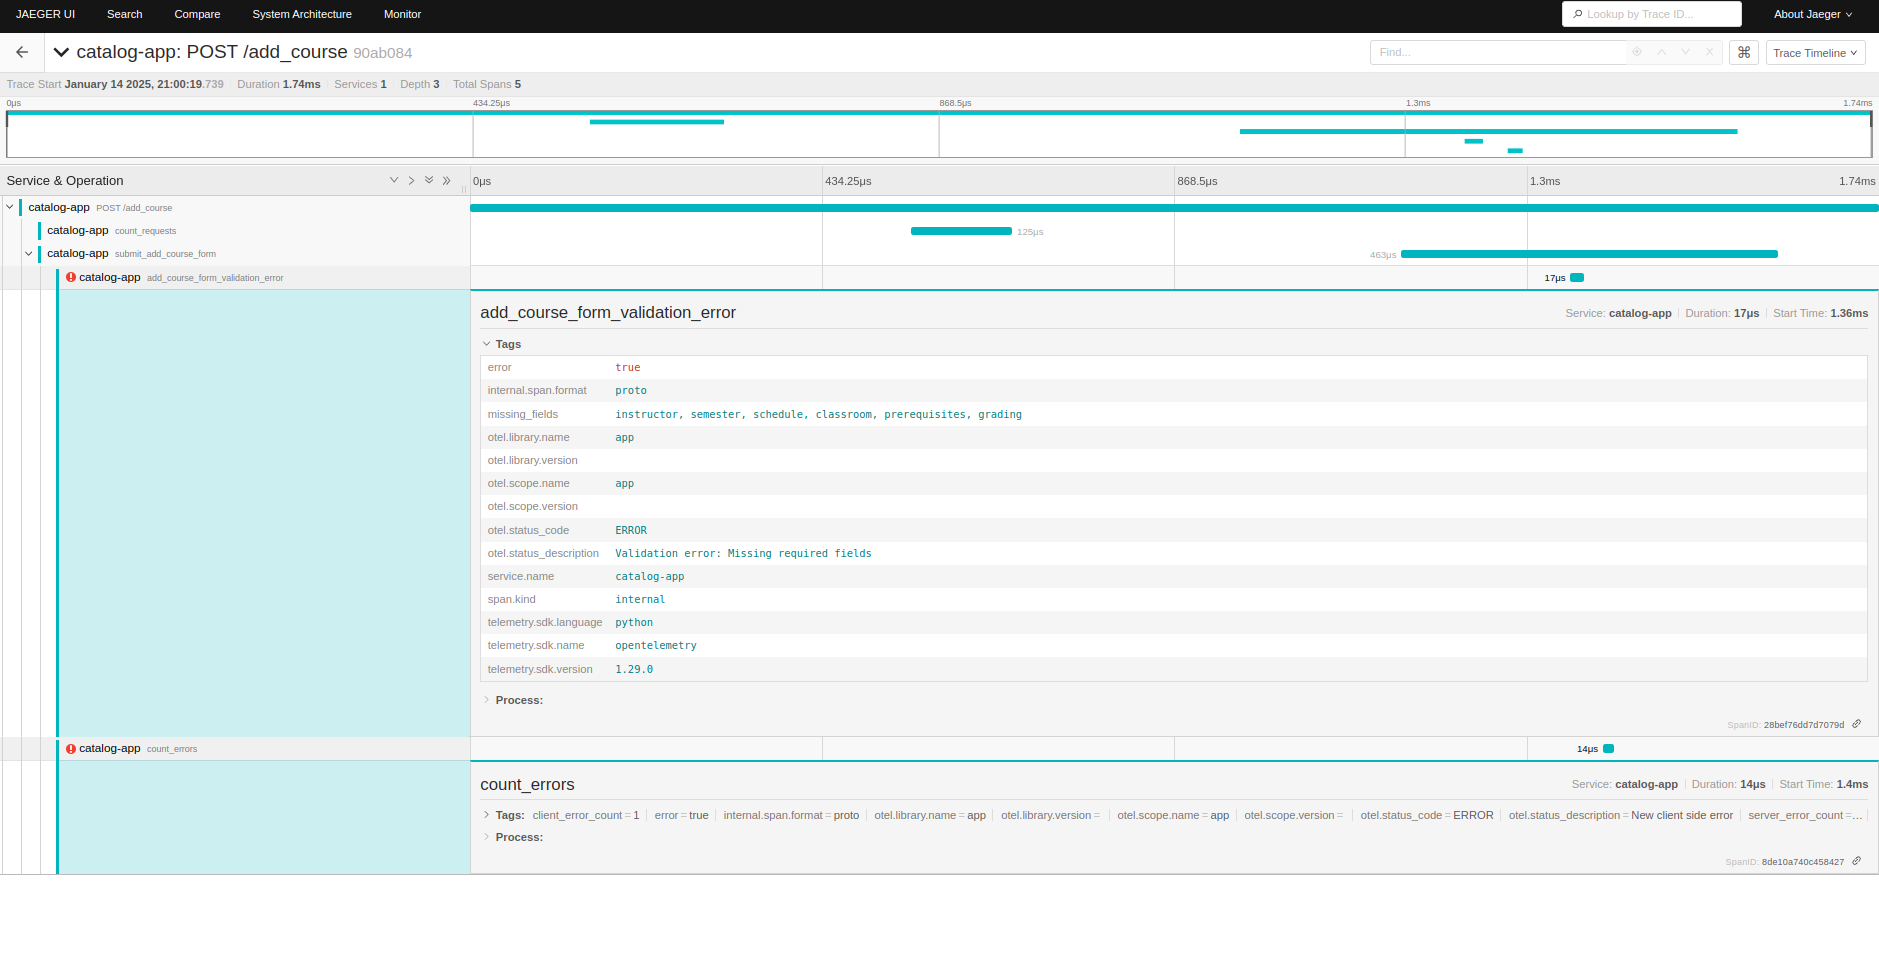 JAEGER UI Search Compare System Architecture Monitor Lookup by Trace ID... About Jaeger
catalog-app: POST /add_course 90ab084 Find... ⌘ Trace Timeline
Trace Start January 14 2025, 21:00:19.739 Duration 1.74ms Services 1 Depth 3 Total Spans 5
0μs 434.25μs 868.5μs 1.3ms 1.74ms
Service & Operation 0μs 434.25μs 868.5μs 1.3ms 1.74ms
catalog-app POST /add_course
catalog-app count_requests 125μs
catalog-app submit_add_course_form 463μs
catalog-app add_course_form_validation_error 17μs
add_course_form_validation_error Service: catalog-app Duration: 17μs Start Time: 1.36ms
Tags
error true
internal.span.format proto
missing_fields instructor, semester, schedule, classroom, prerequisites, grading
otel.library.name app
otel.library.version
otel.scope.name app
otel.scope.version
otel.status_code ERROR
otel.status_description Validation error: Missing required fields
service.name catalog-app
span.kind internal
telemetry.sdk.language python
telemetry.sdk.name opentelemetry
telemetry.sdk.version 1.29.0
Process:
SpanID: 28bef76dd7d7079d
catalog-app count_errors 14μs
count_errors Service: catalog-app Duration: 14μs Start Time: 1.4ms
Tags: client_error_count = 1 error = true internal.span.format = proto otel.library.name = app otel.library.version = otel.scope.name = app otel.scope.version = otel.status_code = ERROR otel.status_description = New client side error server_error_count =…
Process:
SpanID: 8de10a740c458427